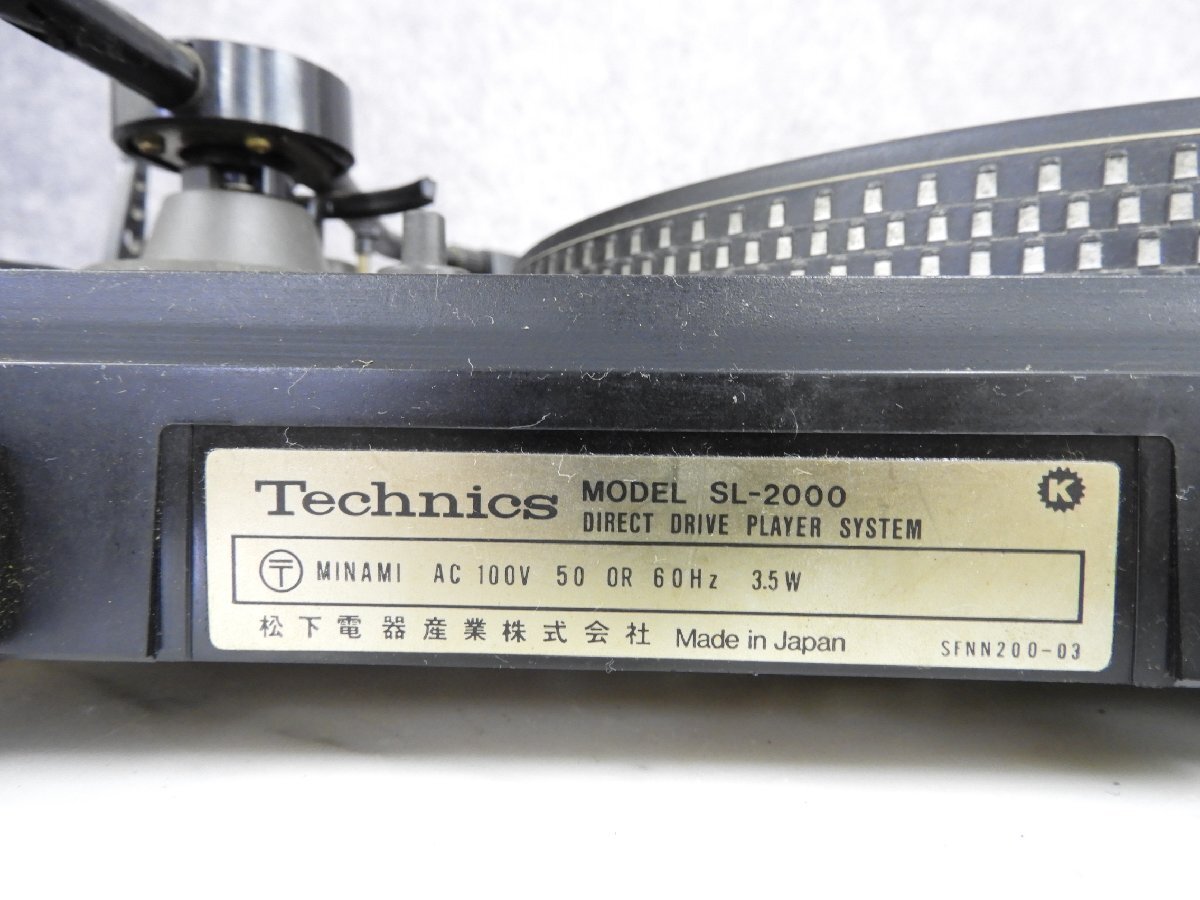 Technics MODEL SL-2000
DIRECT DRIVE PLAYER SYSTEM
K
〒 MINAMI AC 100V 50 OR 60Hz 3.5W
松下電器産業株式会社 Made in Japan SFNN200-03